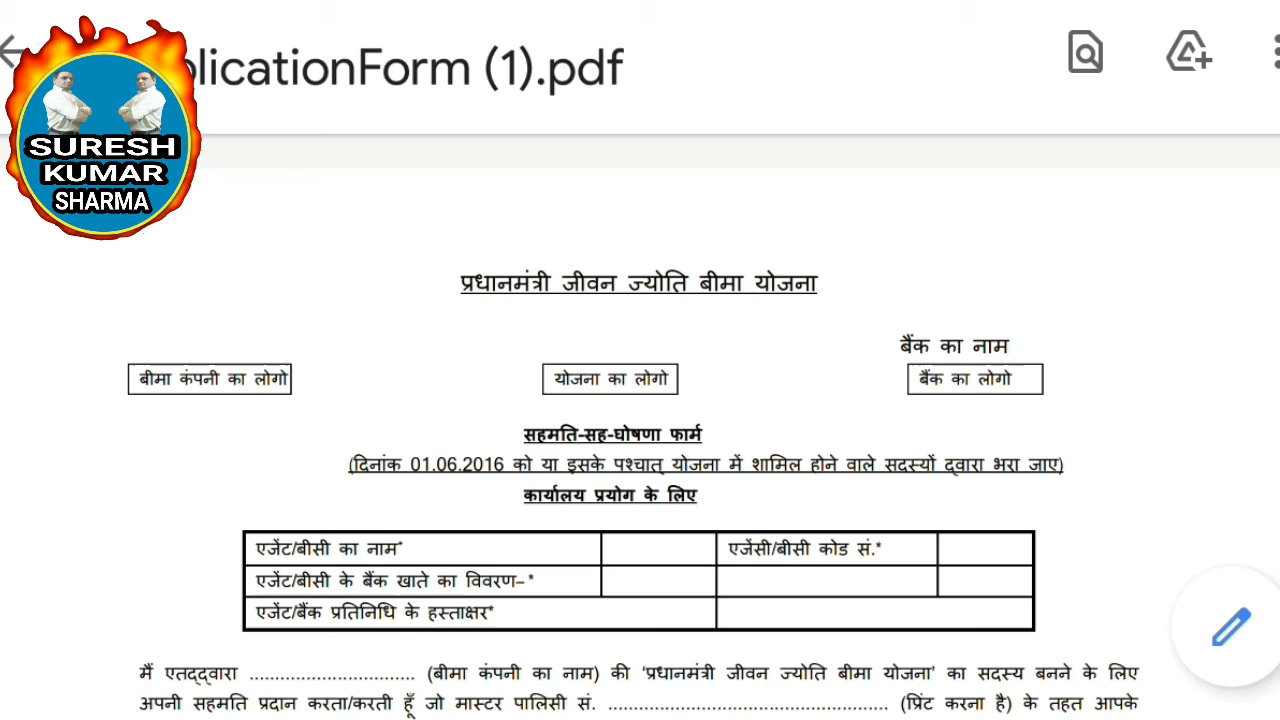 plicationForm (1).pdf
SURESH
KUMAR
SHARMA
प्रधानमंत्री जीवन ज्योति बीमा योजना
बैंक का नाम
बीमा कंपनी का लोगो योजना का लोगो बैंक का लोगो
सहमति-सह-घोषणा फार्म
(दिनांक 01.06.2016 को या इसके पश्चात् योजना में शामिल होने वाले सदस्यों द्वारा भरा जाए)
कार्यालय प्रयोग के लिए
एजेंट/बीसी का नाम* एजेंसी/बीसी कोड सं.*
एजेंट/बीसी के बैंक खाते का विवरण–*
एजेंट/बैंक प्रतिनिधि के हस्ताक्षर*
मैं एतद्द्वारा ................................. (बीमा कंपनी का नाम) की ‘प्रधानमंत्री जीवन ज्योति बीमा योजना’ का सदस्य बनने के लिए
अपनी सहमति प्रदान करता/करती हूँ जो मास्टर पालिसी सं. ........................................................ (प्रिंट करना है) के तहत आपके